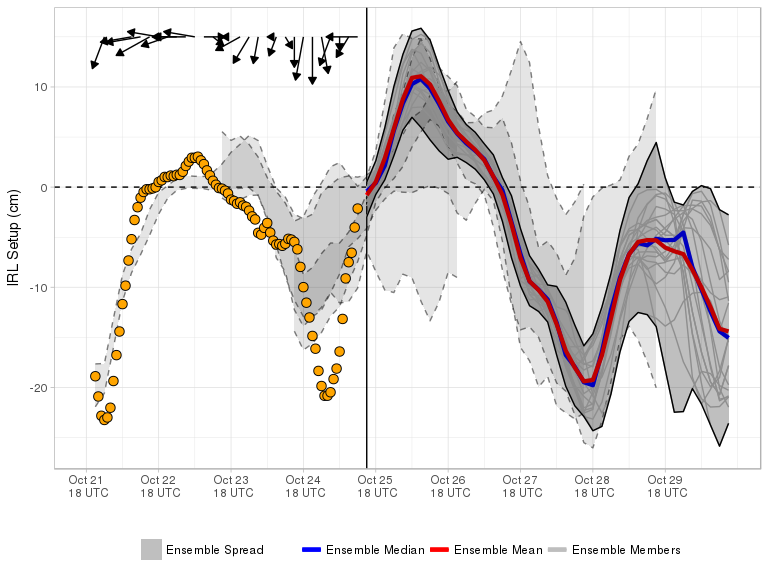 IRL Setup (cm)
10
0
-10
-20
Oct 21 Oct 22 Oct 23 Oct 24 Oct 25 Oct 26 Oct 27 Oct 28 Oct 29
18 UTC 18 UTC 18 UTC 18 UTC 18 UTC 18 UTC 18 UTC 18 UTC 18 UTC
Ensemble Spread Ensemble Median Ensemble Mean Ensemble Members